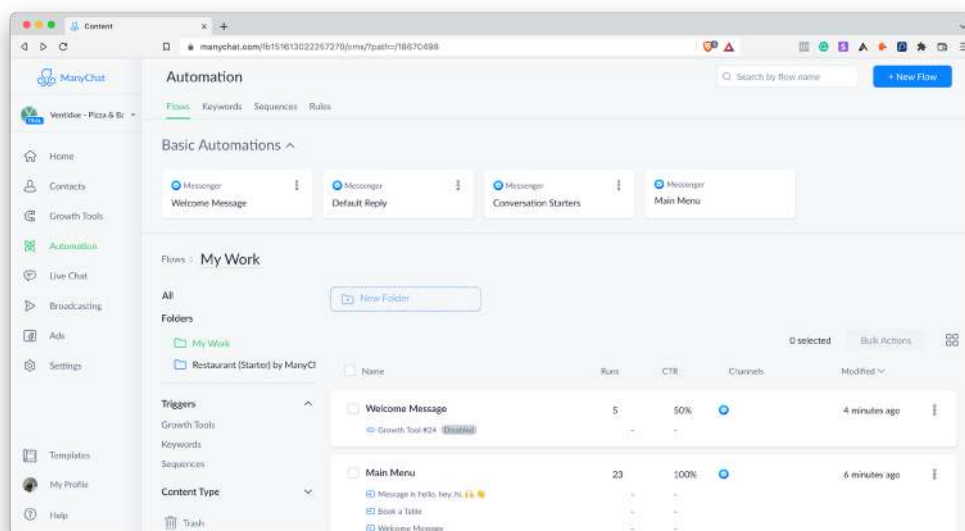 Content
manychat.com/fb151613022257279/cms/?path=/18670498
ManyChat
Automation
Search by flow name
+ New Flow
Ventidue - Pizza & Ba
TRIAL
Flows Keywords Sequences Rules
Basic Automations
Home
Contacts
Growth Tools
Automation
Live Chat
Broadcasting
Ads
Settings
Templates
My Profile
Help
Messenger
Welcome Message
Messenger
Default Reply
Messenger
Conversation Starters
Messenger
Main Menu
Flows › My Work
All
Folders
My Work
Restaurant (Starter) by ManyCl
Triggers
Growth Tools
Keywords
Sequences
Content Type
Trash
New Folder
0 selected Bulk Actions
Name Runs CTR Channels Modified
Welcome Message 5 50% 4 minutes ago
Growth Tool #24 Disabled - -
Main Menu 23 100% 6 minutes ago
Message is hello, hey, hi, 🙌 👋 - -
Book a Table - -
Welcome Message - -